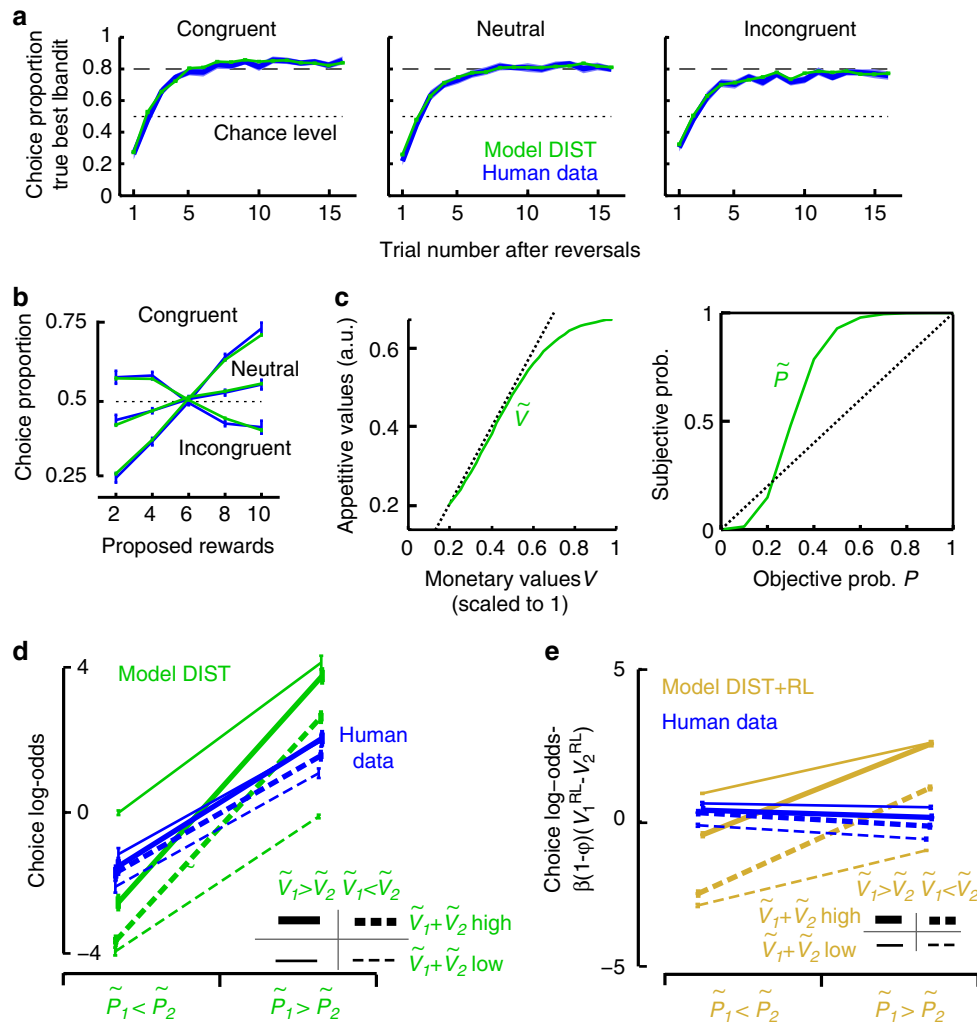 a
Congruent
Neutral
Incongruent
Choice proportion
true best lbandit
1
0.8
0.6
0.4
0.2
0
Chance level
Model DIST
Human data
1 5 10 15
1 5 10 15
1 5 10 15
Trial number after reversals
b
Choice proportion
0.75
0.5
0.25
Congruent
Neutral
Incongruent
2 4 6 8 10
Proposed rewards
c
Appetitive values (a.u.)
0.6
0.4
0.2
Ṽ
0 0.2 0.4 0.6 0.8 1
Monetary values V
(scaled to 1)
Subjective prob.
1
0.5
0
P̃
0 0.2 0.4 0.6 0.8 1
Objective prob. P
d
Choice log-odds
4
0
−4
Model DIST
Human
data
Ṽ1>Ṽ2 Ṽ1<Ṽ2
Ṽ1+Ṽ2 high
Ṽ1+Ṽ2 low
P̃1 < P̃2
P̃1 > P̃2
e
Choice log–odds-
β(1-φ)(V1^RL-V2^RL)
5
0
−5
Model DIST+RL
Human data
Ṽ1>Ṽ2 Ṽ1<Ṽ2
Ṽ1+Ṽ2 high
Ṽ1+Ṽ2 low
P̃1 < P̃2
P̃1 > P̃2